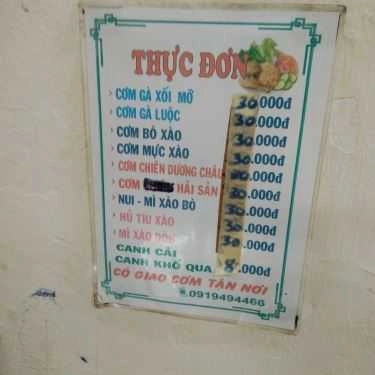 THỰC ĐƠN
CƠM GÀ XỐI MỠ 30.000đ
CƠM GÀ LUỘC 30.000đ
CƠM BÒ XÀO 30.000đ
CƠM MỰC XÀO 30.000đ
CƠM CHIÊN DƯƠNG CHÂU 30.000đ
CƠM HẢI SẢN 30.000đ
NUI - MÌ XÀO BÒ 30.000đ
HỦ TIU XÀO 30.000đ
MÌ XÀO DÒN 30.000đ
CANH CẢI
CANH KHỔ QUA 8.000đ
CÓ GIAO CƠM TẬN NƠI
0919494466